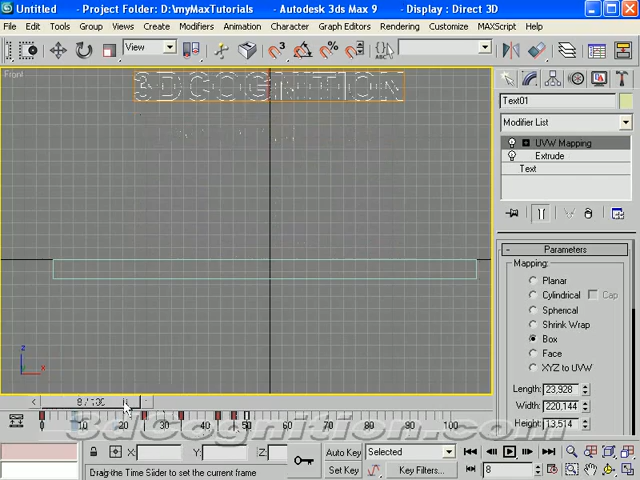 Untitled - Project Folder: D:\myMaxTutorials - Autodesk 3ds Max 9 - Display : Direct 3D
File Edit Tools Group Views Create Modifiers Animation Graph Editors Rendering Customize MAXScript Help
View
Front
3DCOGNITION
Text01
Modifier List
UVW Mapping
Extrude
Text
Parameters
Mapping:
Planar
Cylindrical Cap
Spherical
Shrink Wrap
Box
Face
XYZ to UVW
Length: 23,928
Width: 220,144
Height: 13,514
z
x
8 / 100
0 10 20 30 40 50 60 70 80 90 100
3dCognition.com
X: Y: Z:
Auto Key Selected
Set Key Key Filters...
8
Drag the Time Slider to set the current frame